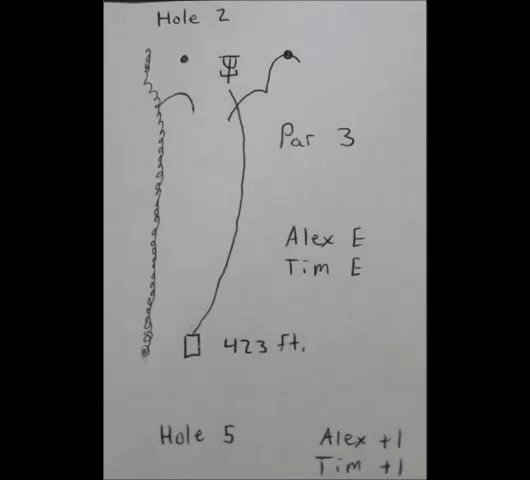 Hole 2
Par 3
Alex E
Tim E
423 ft.
Hole 5
Alex +1
Tim +1